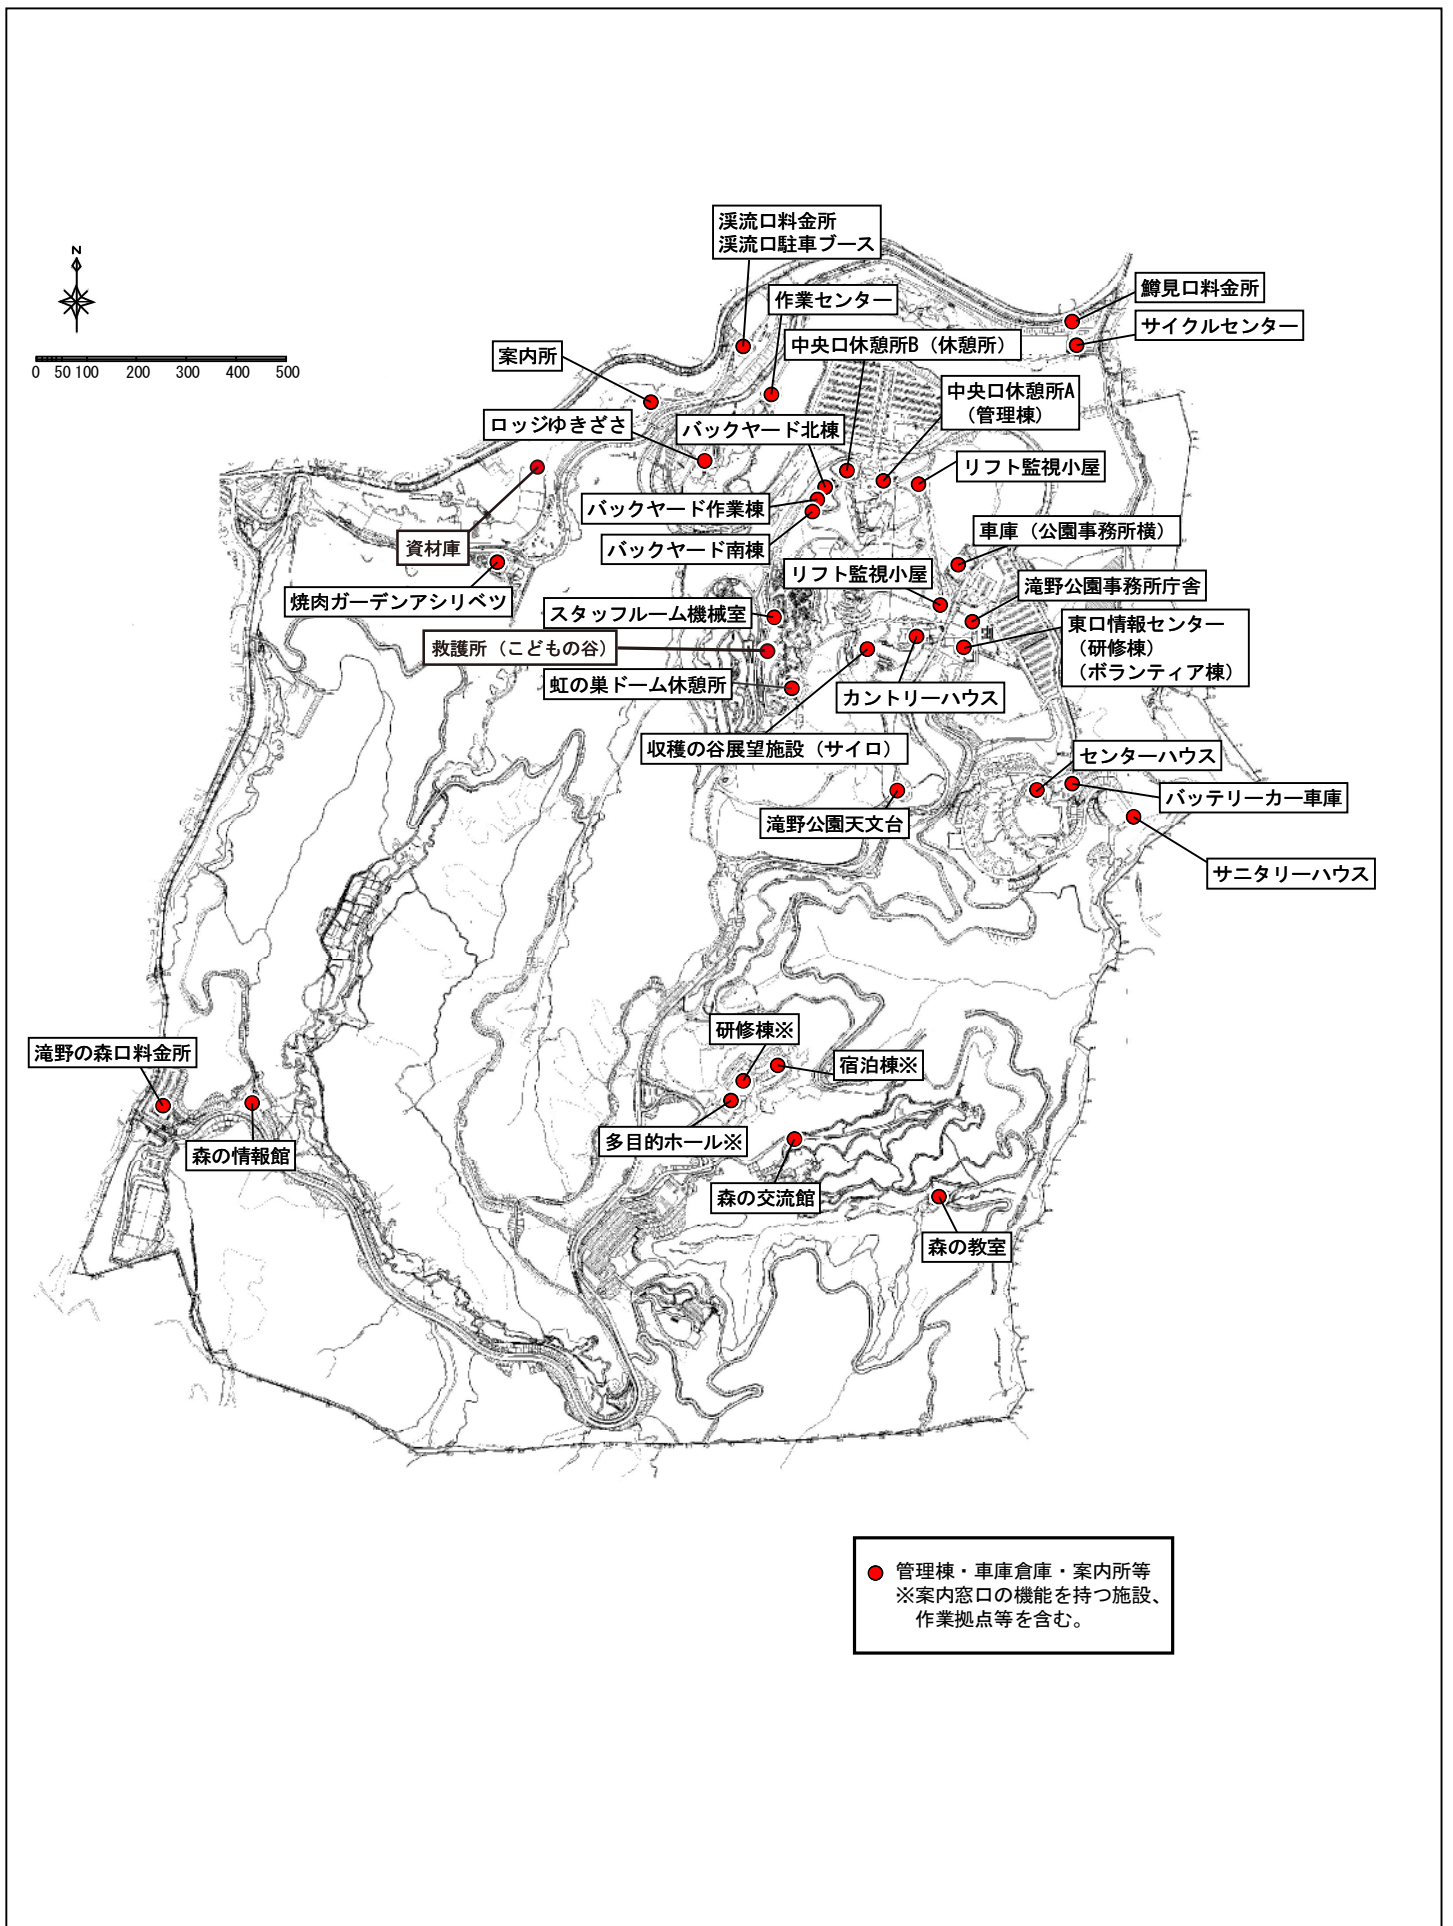 渓流口料金所
渓流口駐車ブース
N
鱒見口料金所
作業センター
サイクルセンター
中央口休憩所B（休憩所）
案内所
0 50 100 200 300 400 500
中央口休憩所A
（管理棟）
ロッジゆきざさ
バックヤード北棟
リフト監視小屋
バックヤード作業棟
車庫（公園事務所横）
資材庫
バックヤード南棟
リフト監視小屋
滝野公園事務所庁舎
焼肉ガーデンアシリベツ
スタッフルーム機械室
東口情報センター
（研修棟）
（ボランティア棟）
救護所（こどもの谷）
虹の巣ドーム休憩所
カントリーハウス
収穫の谷展望施設（サイロ）
センターハウス
バッテリーカー車庫
滝野公園天文台
サニタリーハウス
研修棟※
滝野の森口料金所
宿泊棟※
多目的ホール※
森の情報館
森の交流館
森の教室
管理棟・車庫倉庫・案内所等
※案内窓口の機能を持つ施設、
作業拠点等を含む。